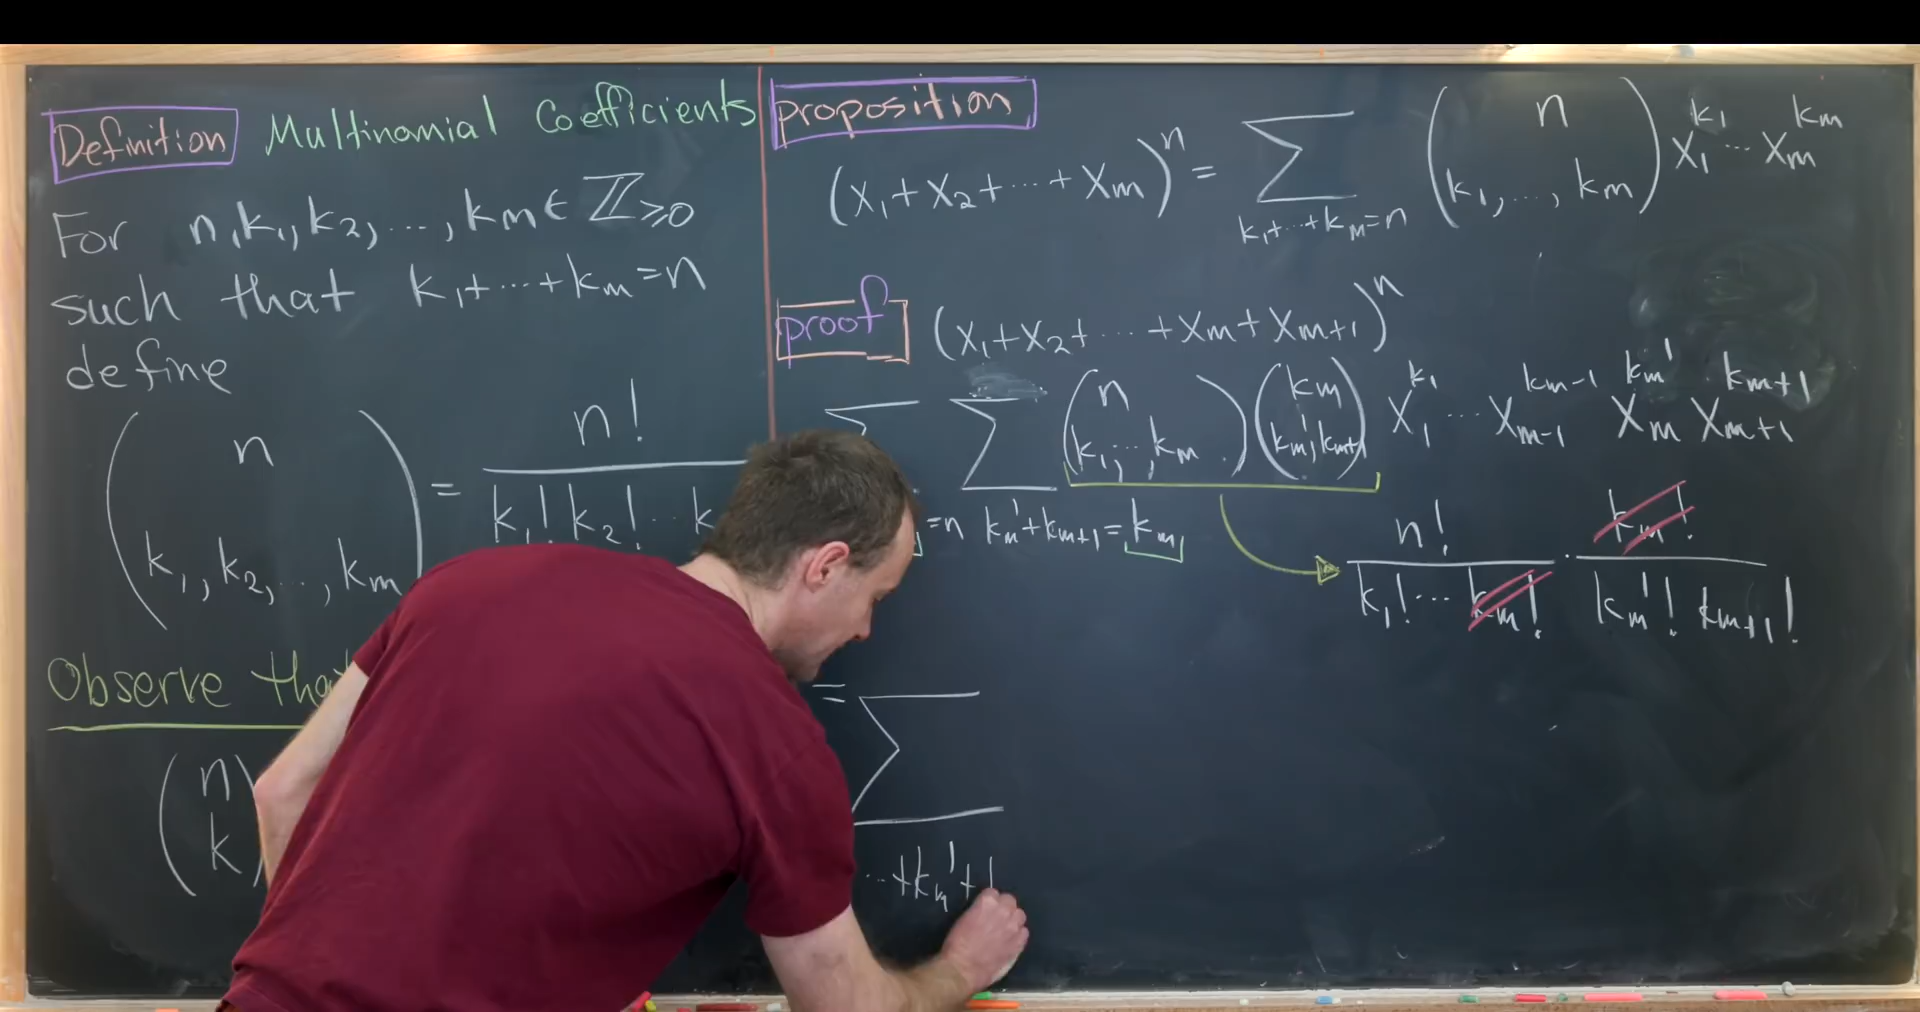 Definition Multinomial Coefficients
For n, k₁, k₂, ..., kₘ ∈ ℤ≥0
such that k₁+···+kₘ=n
define
( n
k₁, k₂, ..., kₘ ) = n! / k₁! k₂! ··· k
Observe that
( n
k )
proposition
(x₁+x₂+···+xₘ)ⁿ = ∑_{k₁+···+kₘ=n} ( n ; k₁, ..., kₘ ) x₁^{k₁} ··· xₘ^{kₘ}
proof (x₁+x₂+···+xₘ+xₘ₊₁)ⁿ
∑ ∑ ( n ; k₁, ..., kₘ ) ( kₘ ; kₘ', kₘ₊₁ ) x₁^{k₁} ··· xₘ₋₁^{kₘ₋₁} xₘ^{kₘ'} xₘ₊₁^{kₘ₊₁}
=n kₘ'+kₘ₊₁=kₘ
n! / k₁! ··· kₘ! · kₘ! / kₘ'! kₘ₊₁!
= ∑
··· +kₘ'+